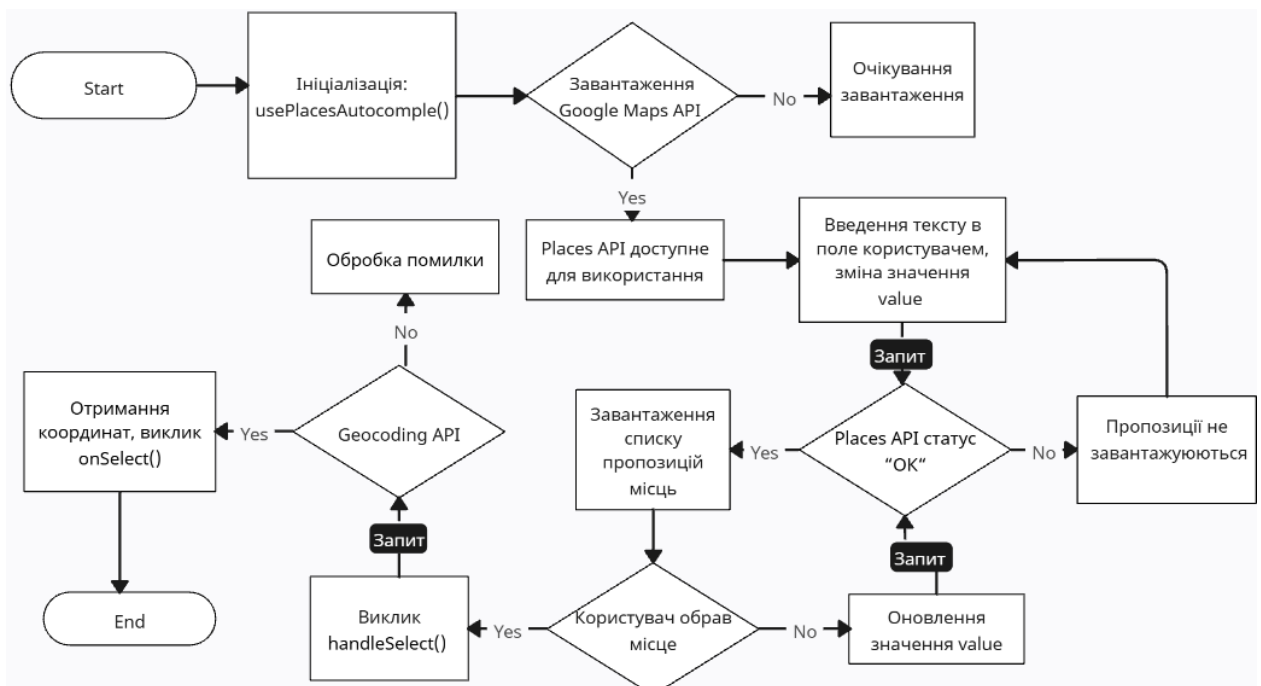 Start
Ініціалізація:
usePlacesAutocomple()
Завантаження
Google Maps API
No
Очікування
завантаження
Yes
Places API доступне
для використання
Введення тексту в
поле користувачем,
зміна значення
value
Запит
Places API статус
“ОК“
No
Пропозиції не
завантажуюються
Yes
Завантаження
списку
пропозицій
місць
Користувач обрав
місце
No
Оновлення
значення value
Запит
Yes
Виклик
handleSelect()
Запит
Geocoding API
No
Обробка помилки
Yes
Отримання
координат, виклик
onSelect()
End